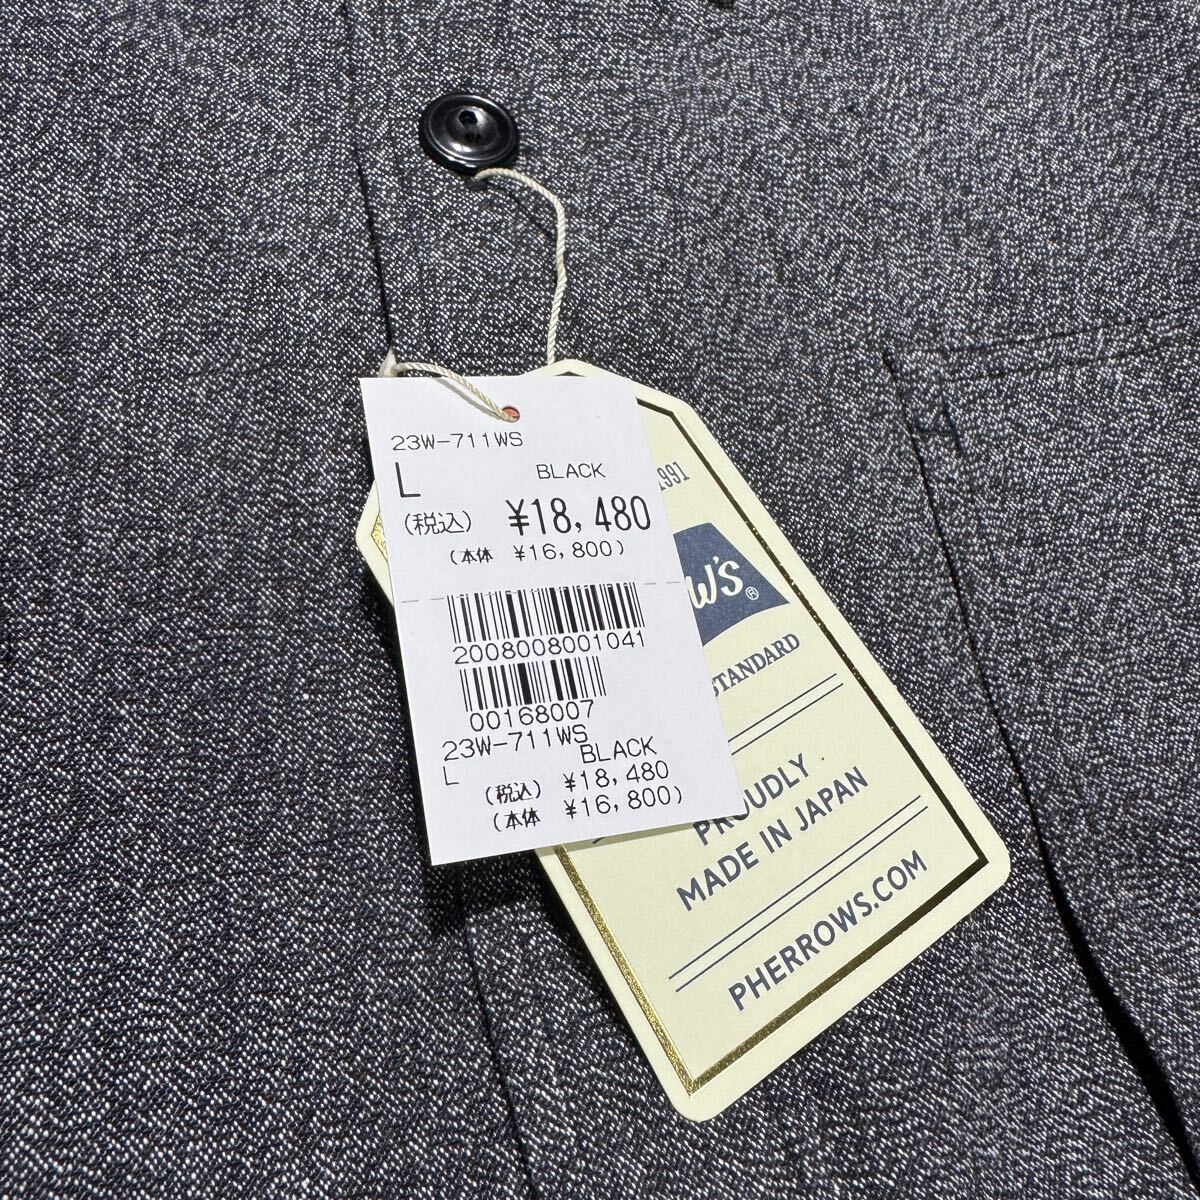 23W-711WS
L BLACK
(税込) ¥18,480
(本体 ¥16,800)
2008008001041
00168007
23W-711WS
L BLACK
(税込) ¥18,480
(本体 ¥16,800)
1991
W'S®
STANDARD
PROUDLY
MADE IN JAPAN
PHERROWS.COM